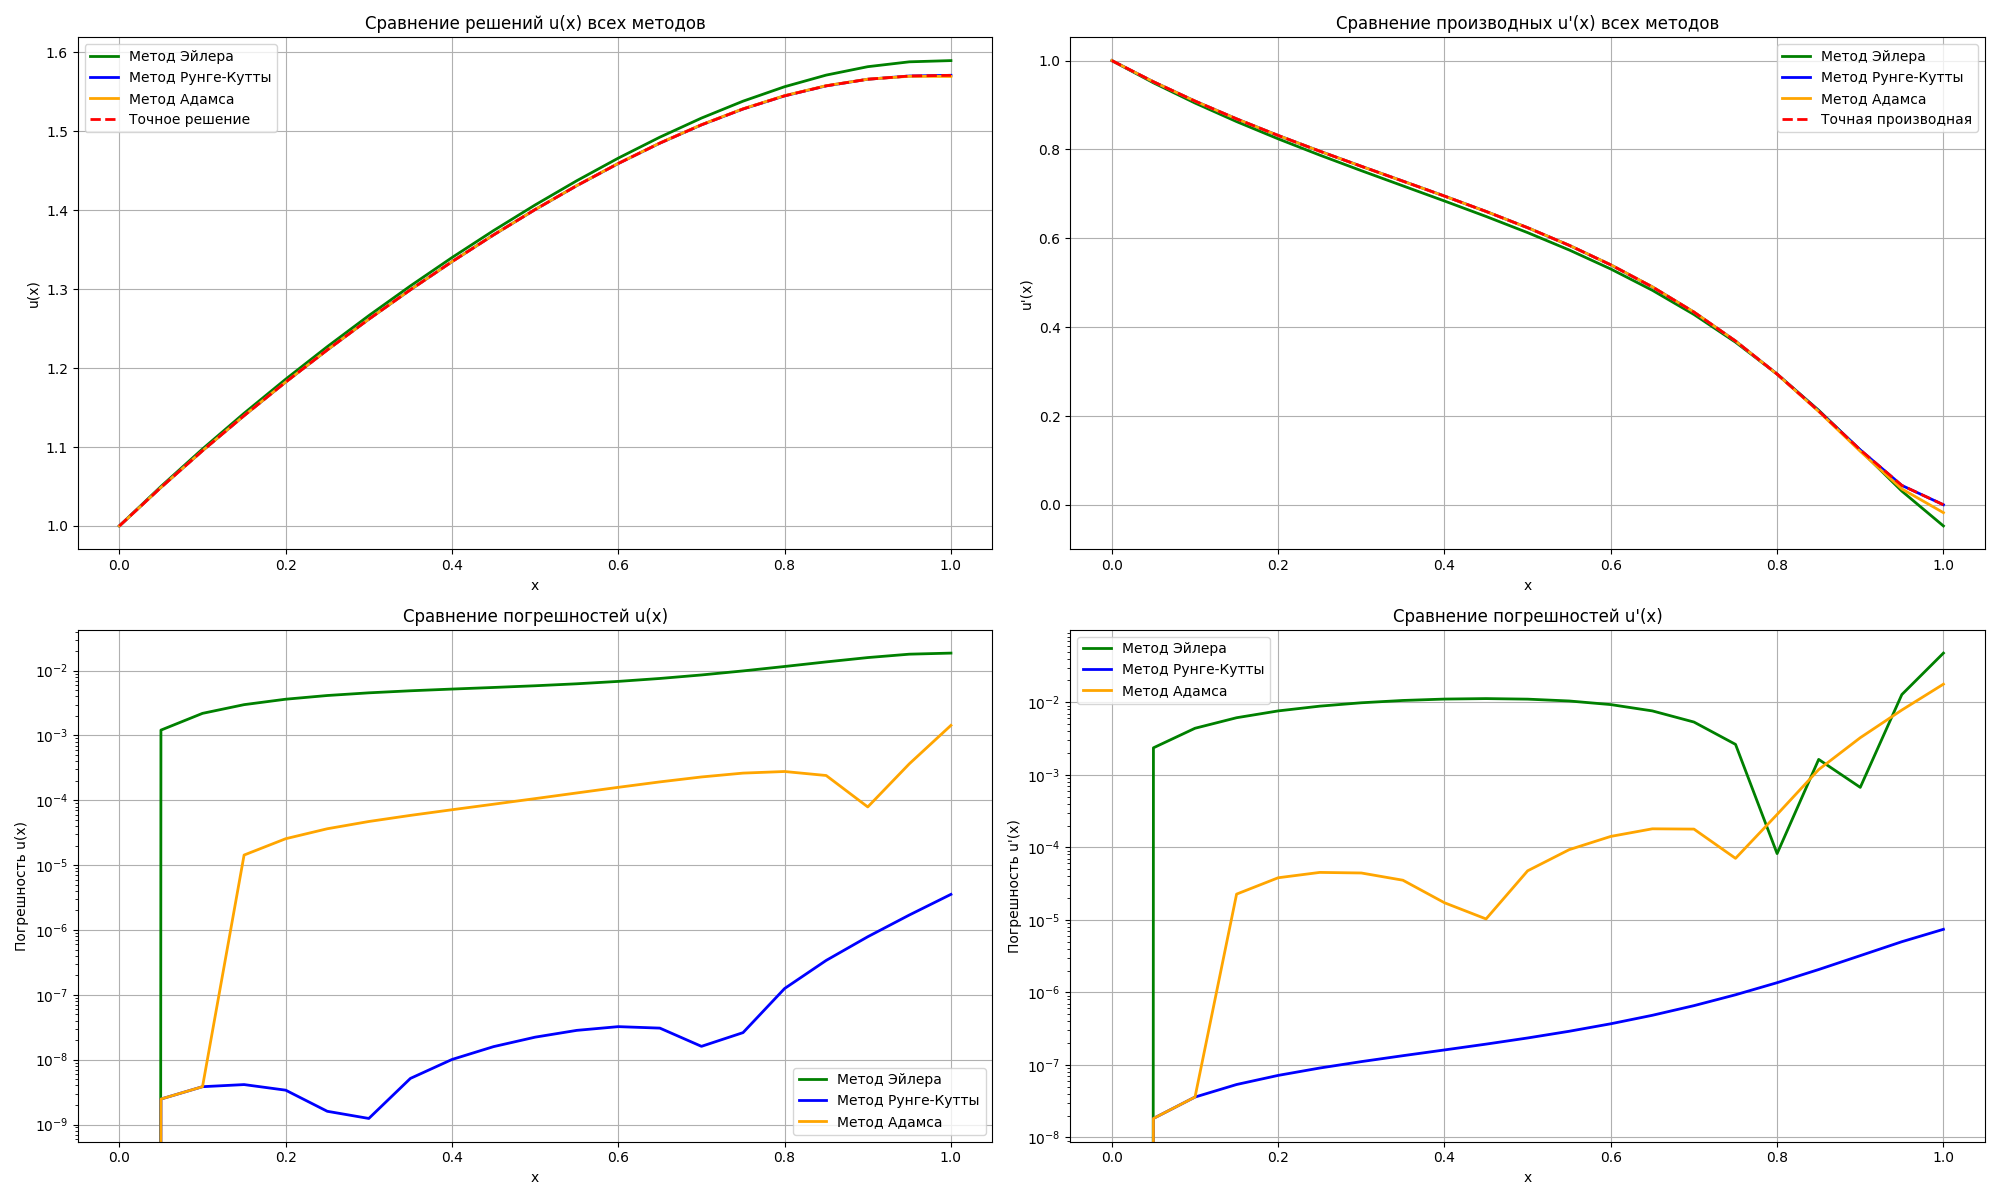 Сравнение решений u(x) всех методов
1.6
1.5
1.4
1.3
1.2
1.1
1.0
u(x)
Метод Эйлера
Метод Рунге-Кутты
Метод Адамса
Точное решение
0.0 0.2 0.4 0.6 0.8 1.0
x
Сравнение производных u'(x) всех методов
1.0
0.8
0.6
0.4
0.2
0.0
u'(x)
Метод Эйлера
Метод Рунге-Кутты
Метод Адамса
Точная производная
0.0 0.2 0.4 0.6 0.8 1.0
x
Сравнение погрешностей u(x)
10⁻²
10⁻³
10⁻⁴
10⁻⁵
10⁻⁶
10⁻⁷
10⁻⁸
10⁻⁹
Погрешность u(x)
Метод Эйлера
Метод Рунге-Кутты
Метод Адамса
0.0 0.2 0.4 0.6 0.8 1.0
x
Сравнение погрешностей u'(x)
Метод Эйлера
Метод Рунге-Кутты
Метод Адамса
10⁻²
10⁻³
10⁻⁴
10⁻⁵
10⁻⁶
10⁻⁷
10⁻⁸
Погрешность u'(x)
0.0 0.2 0.4 0.6 0.8 1.0
x